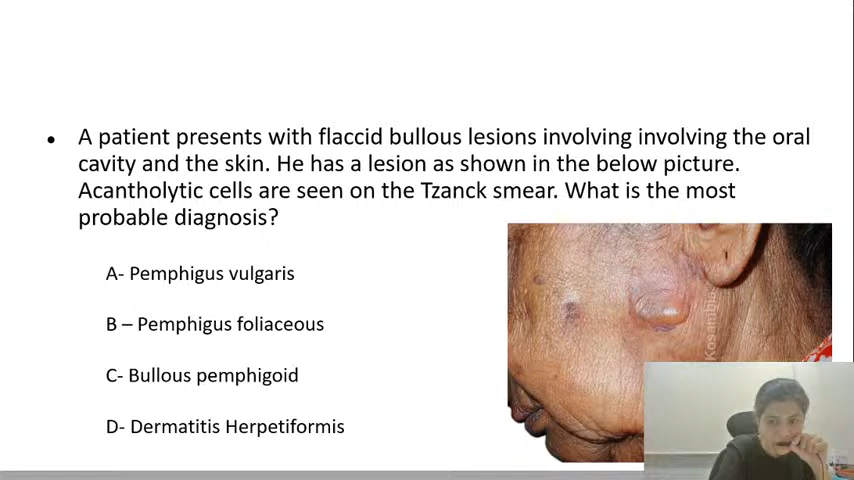 • A patient presents with flaccid bullous lesions involving involving the oral
cavity and the skin. He has a lesion as shown in the below picture.
Acantholytic cells are seen on the Tzanck smear. What is the most
probable diagnosis?
A- Pemphigus vulgaris
B – Pemphigus foliaceous
C- Bullous pemphigoid
D- Dermatitis Herpetiformis
Kosambia